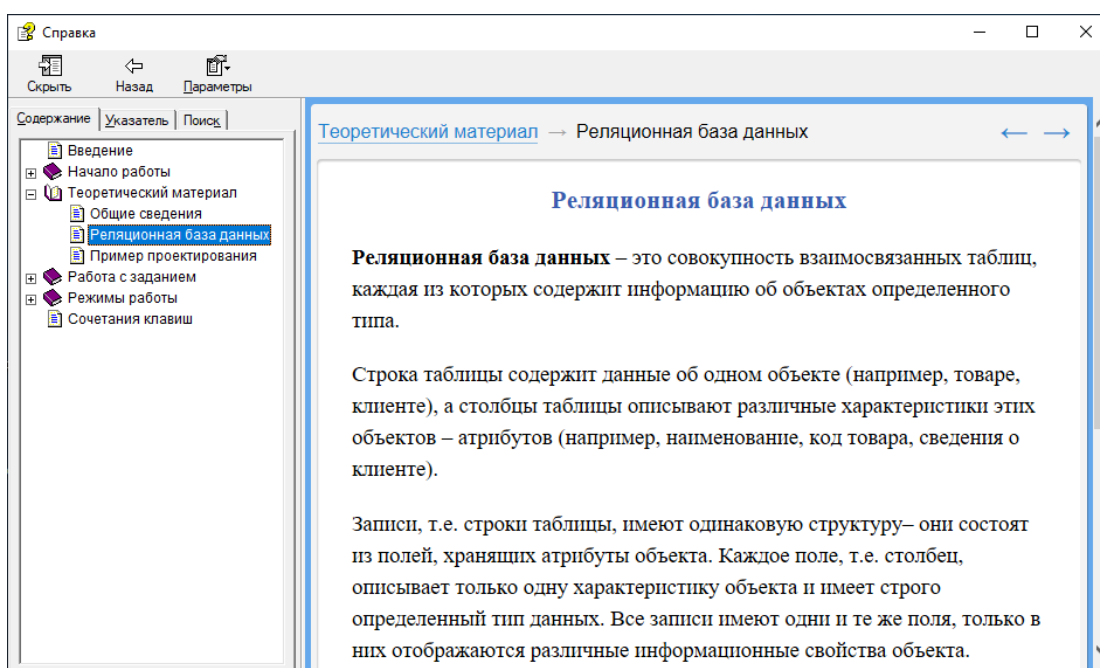 Справка
Скрыть Назад Параметры
Содержание Указатель Поиск
Введение
Начало работы
Теоретический материал
Общие сведения
Реляционная база данных
Пример проектирования
Работа с заданием
Режимы работы
Сочетания клавиш
Теоретический материал → Реляционная база данных ← →
Реляционная база данных
Реляционная база данных – это совокупность взаимосвязанных таблиц,
каждая из которых содержит информацию об объектах определенного
типа.
Строка таблицы содержит данные об одном объекте (например, товаре,
клиенте), а столбцы таблицы описывают различные характеристики этих
объектов – атрибутов (например, наименование, код товара, сведения о
клиенте).
Записи, т.е. строки таблицы, имеют одинаковую структуру– они состоят
из полей, хранящих атрибуты объекта. Каждое поле, т.е. столбец,
описывает только одну характеристику объекта и имеет строго
определенный тип данных. Все записи имеют одни и те же поля, только в
них отображаются различные информационные свойства объекта.